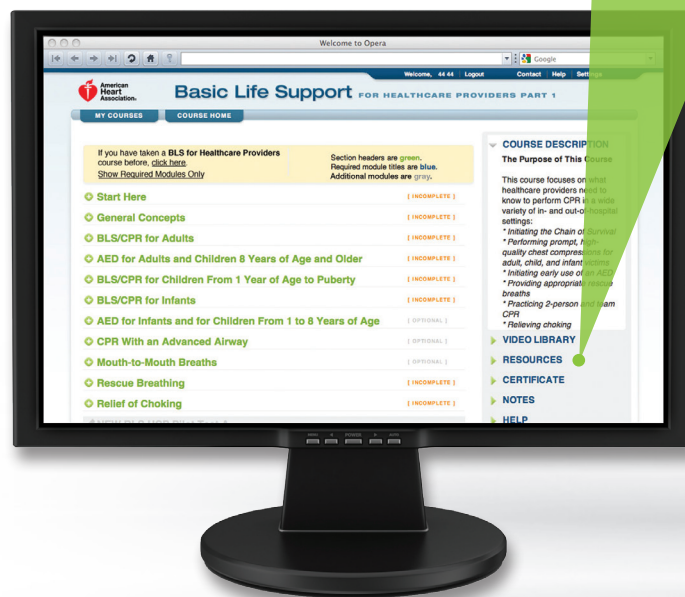 Welcome to Opera
Google
Welcome, 44 44 Logout Contact Help Settings
American
Heart
Association®
Basic Life Support FOR HEALTHCARE PROVIDERS PART 1
MY COURSES COURSE HOME
If you have taken a BLS for Healthcare Providers
course before, click here.
Show Required Modules Only
Section headers are green.
Required module titles are blue.
Additional modules are gray.
Start Here [ INCOMPLETE ]
General Concepts [ INCOMPLETE ]
BLS/CPR for Adults [ INCOMPLETE ]
AED for Adults and Children 8 Years of Age and Older [ INCOMPLETE ]
BLS/CPR for Children From 1 Year of Age to Puberty [ INCOMPLETE ]
BLS/CPR for Infants [ INCOMPLETE ]
AED for Infants and for Children From 1 to 8 Years of Age [ OPTIONAL ]
CPR With an Advanced Airway [ OPTIONAL ]
Mouth-to-Mouth Breaths [ OPTIONAL ]
Rescue Breathing [ INCOMPLETE ]
Relief of Choking [ INCOMPLETE ]
COURSE DESCRIPTION
The Purpose of This Course
This course focuses on what
healthcare providers need to
know to perform CPR in a wide
variety of in- and out-of-hospital
settings:
* Initiating the Chain of Survival
* Performing prompt, high-
quality chest compressions for
adult, child, and infant victims
* Initiating early use of an AED
* Providing appropriate rescue
breaths
* Practicing 2-person and team
CPR
* Relieving choking
VIDEO LIBRARY
RESOURCES
CERTIFICATE
NOTES
HELP
MENU POWER